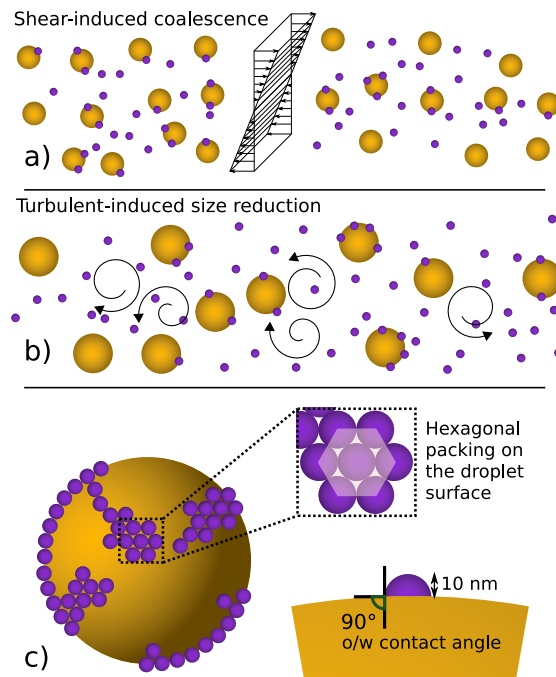 Shear-induced coalescence
a)
Turbulent-induced size reduction
b)
Hexagonal
packing on
the droplet
surface
10 nm
90°
o/w contact angle
c)